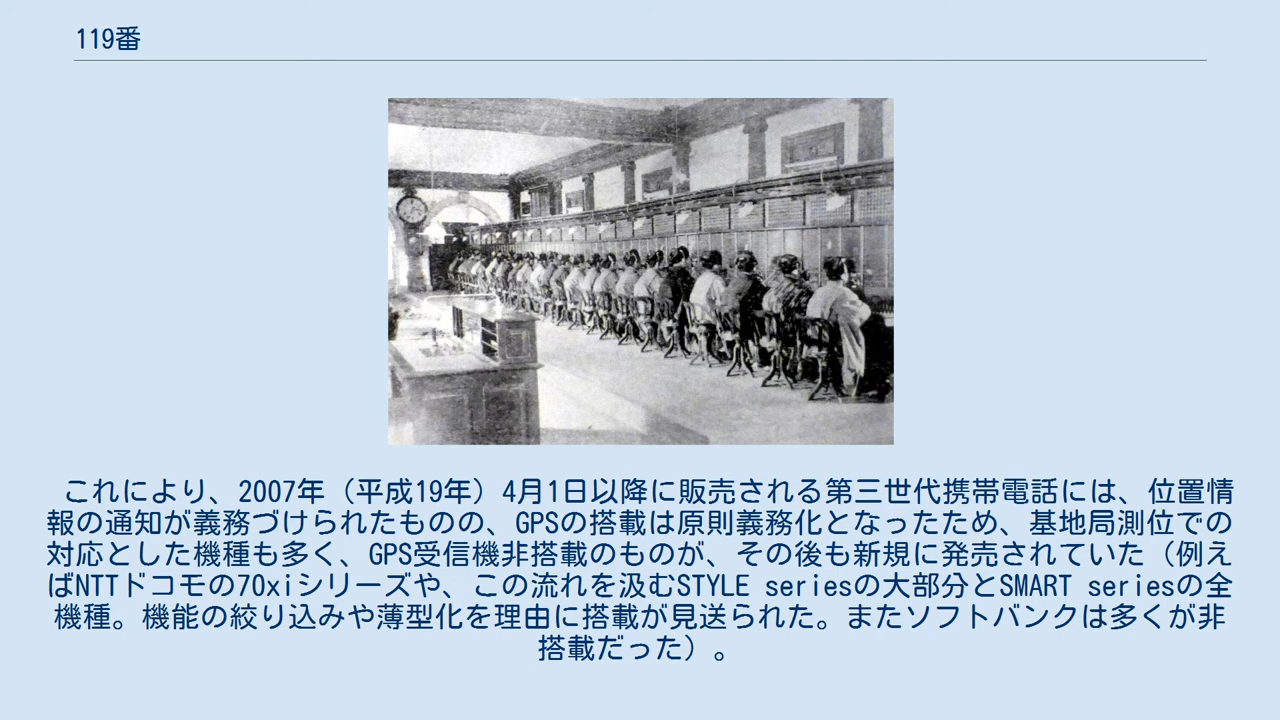 119番
これにより、2007年（平成19年）4月1日以降に販売される第三世代携帯電話には、位置情
報の通知が義務づけられたものの、GPSの搭載は原則義務化となったため、基地局測位での
対応とした機種も多く、GPS受信機非搭載のものが、その後も新規に発売されていた（例え
ばNTTドコモの70xiシリーズや、この流れを汲むSTYLE seriesの大部分とSMART seriesの全
機種。機能の絞り込みや薄型化を理由に搭載が見送られた。またソフトバンクは多くが非
搭載だった）。